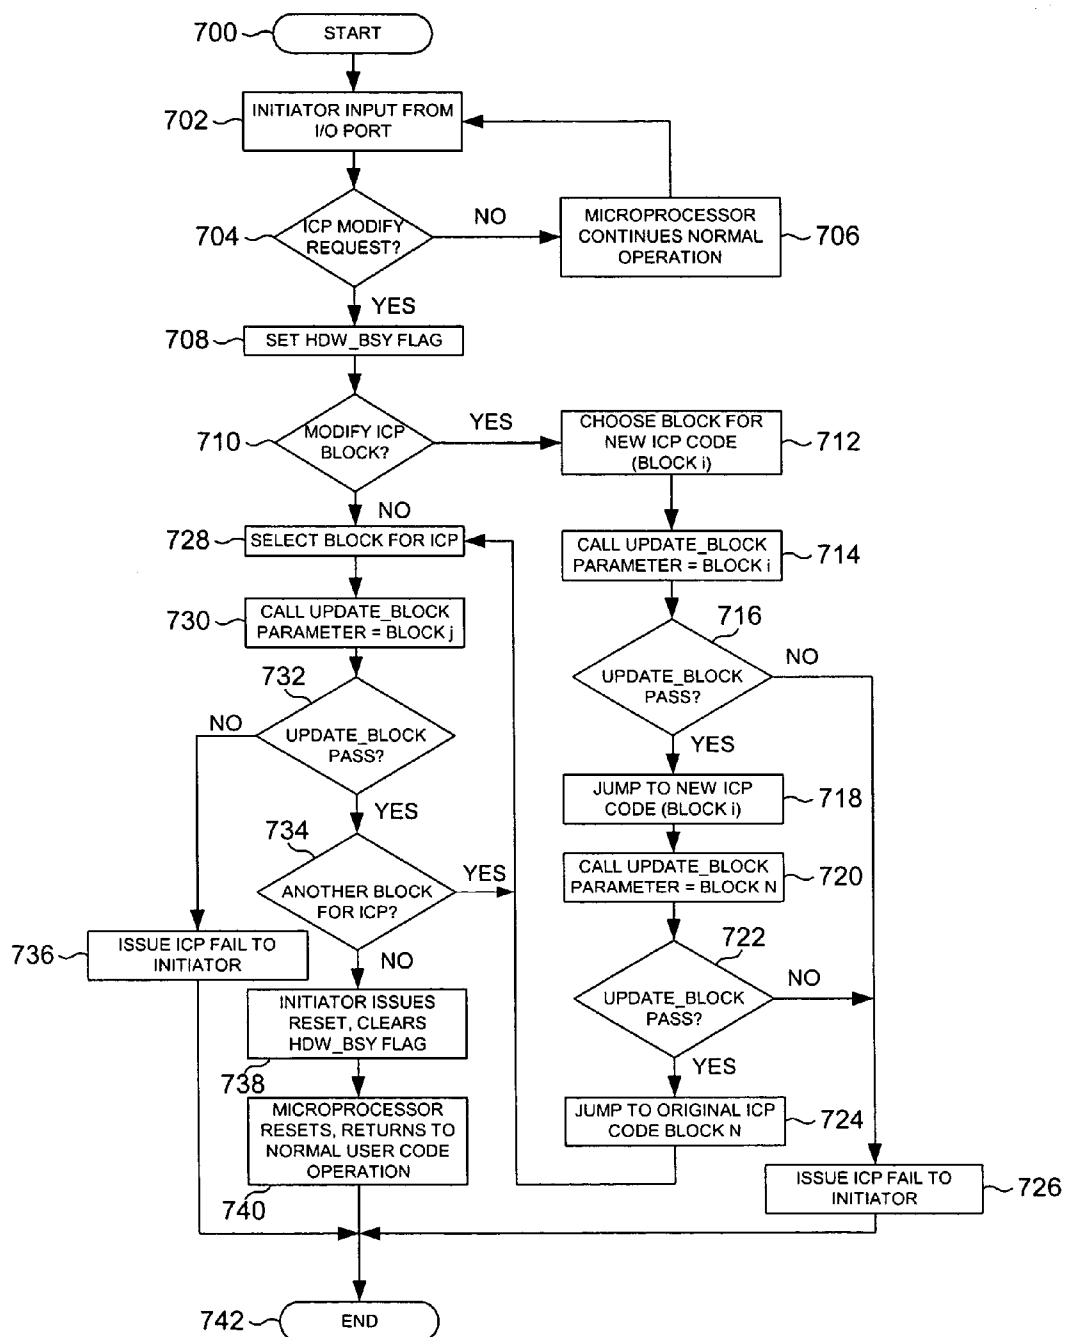 700
START
702
INITIATOR INPUT FROM
I/O PORT
704
ICP MODIFY
REQUEST?
NO
MICROPROCESSOR
CONTINUES NORMAL
OPERATION
706
YES
708
SET HDW_BSY FLAG
710
MODIFY ICP
BLOCK?
YES
CHOOSE BLOCK FOR
NEW ICP CODE
(BLOCK i)
712
NO
728
SELECT BLOCK FOR ICP
CALL UPDATE_BLOCK
PARAMETER = BLOCK i
714
730
CALL UPDATE_BLOCK
PARAMETER = BLOCK j
716
UPDATE_BLOCK
PASS?
NO
732
UPDATE_BLOCK
PASS?
NO
YES
YES
JUMP TO NEW ICP
CODE (BLOCK i)
718
734
ANOTHER BLOCK
FOR ICP?
YES
CALL UPDATE_BLOCK
PARAMETER = BLOCK N
720
736
ISSUE ICP FAIL TO
INITIATOR
NO
722
UPDATE_BLOCK
PASS?
NO
INITIATOR ISSUES
RESET, CLEARS
HDW_BSY FLAG
738
YES
MICROPROCESSOR
RESETS, RETURNS TO
NORMAL USER CODE
OPERATION
740
JUMP TO ORIGINAL ICP
CODE BLOCK N
724
ISSUE ICP FAIL TO
INITIATOR
726
742
END